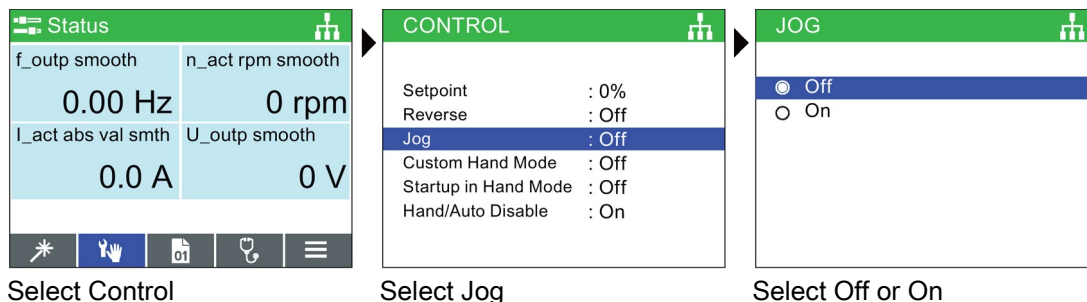 Status
f_outp smooth n_act rpm smooth
0.00 Hz 0 rpm
I_act abs val smth U_outp smooth
0.0 A 0 V
01
Select Control
CONTROL
Setpoint : 0%
Reverse : Off
Jog : Off
Custom Hand Mode : Off
Startup in Hand Mode : Off
Hand/Auto Disable : On
Select Jog
JOG
Off
On
Select Off or On